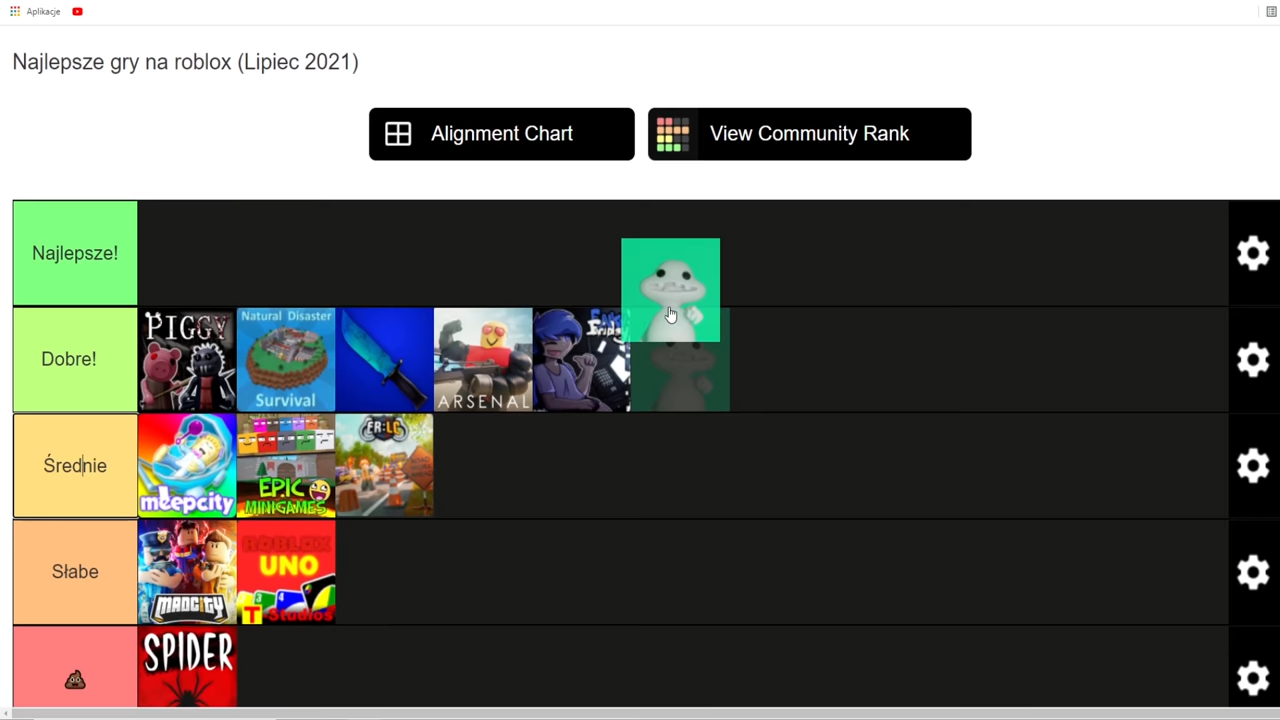 Aplikacje
Najlepsze gry na roblox (Lipiec 2021)
Alignment Chart
View Community Rank
Najlepsze!
Dobre!
PIGGY
Natural Disaster
Survival
ARSENAL
Średnie
meepcity
EPIC
MINIGAMES
ER:LC
Słabe
MADCITY
ROBLOX
UNO
T-Studios
SPIDER